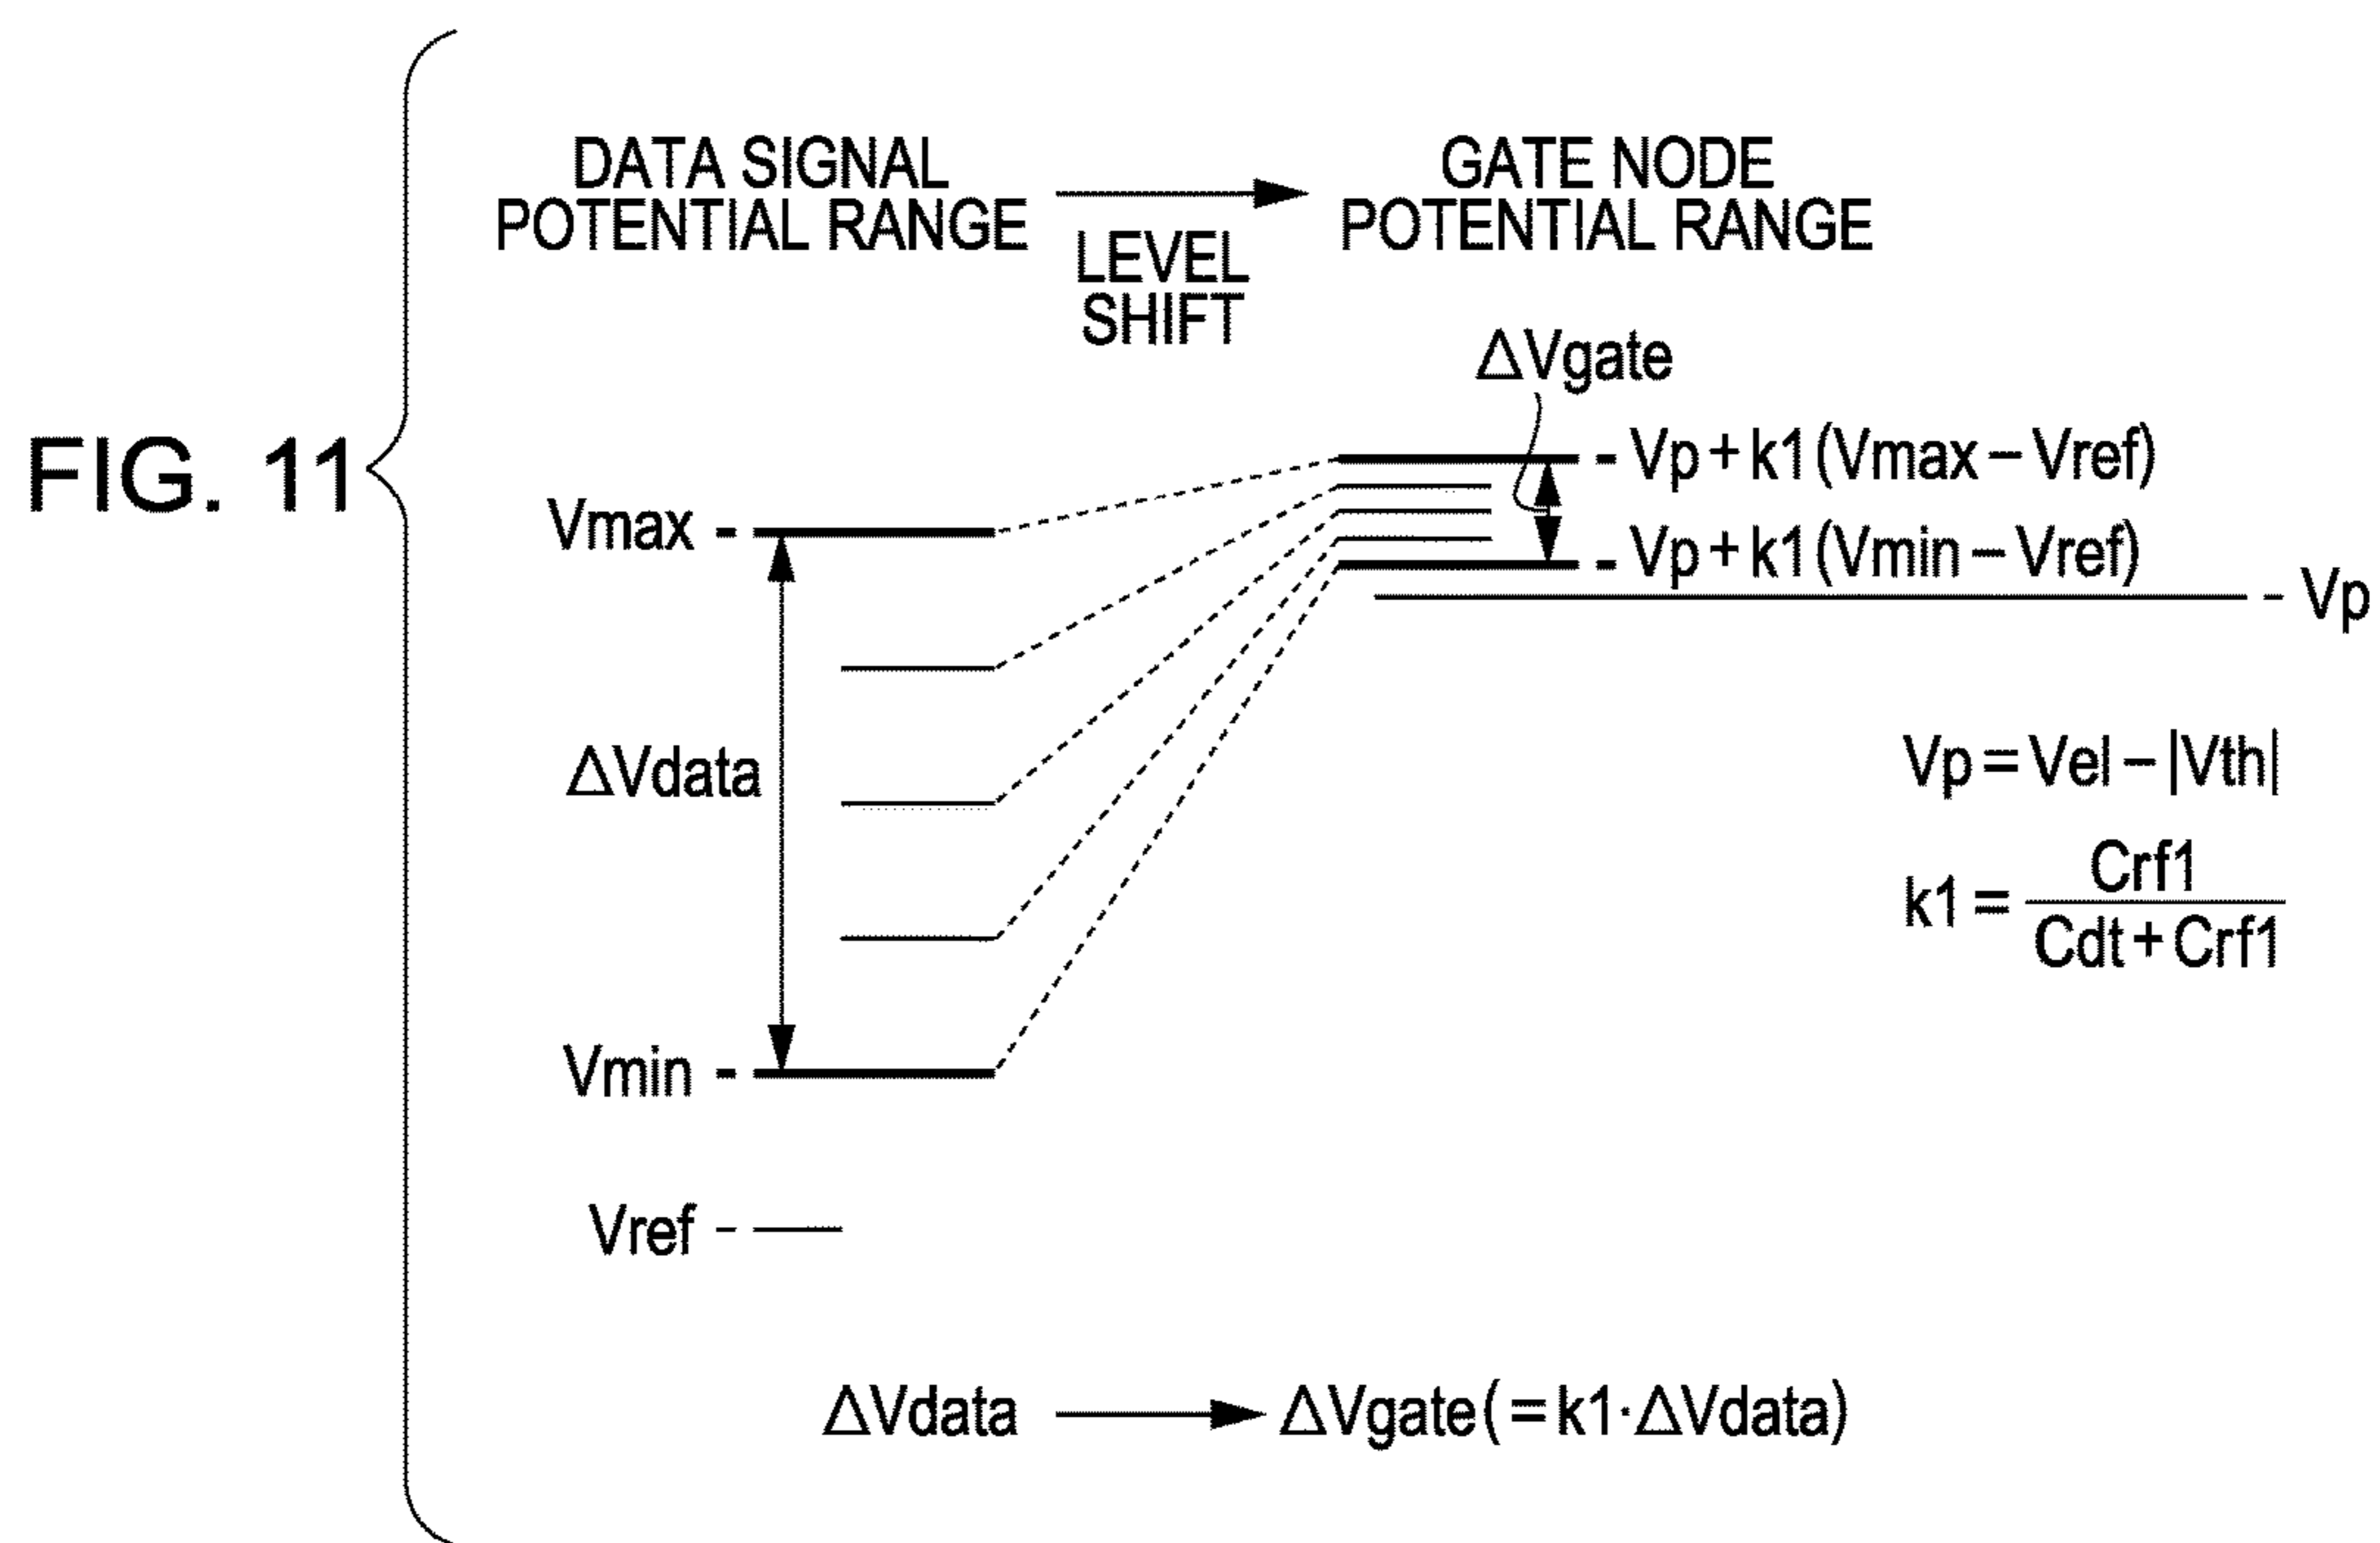 FIG. 11
DATA SIGNAL
POTENTIAL RANGE
LEVEL
SHIFT
GATE NODE
POTENTIAL RANGE
ΔVgate
Vmax
Vp + k1 (Vmax – Vref)
Vp + k1 (Vmin – Vref)
Vp
ΔVdata
Vp = Vel – |Vth|
k1 = Crf1
Cdt + Crf1
Vmin
Vref
ΔVdata
ΔVgate ( = k1·ΔVdata)